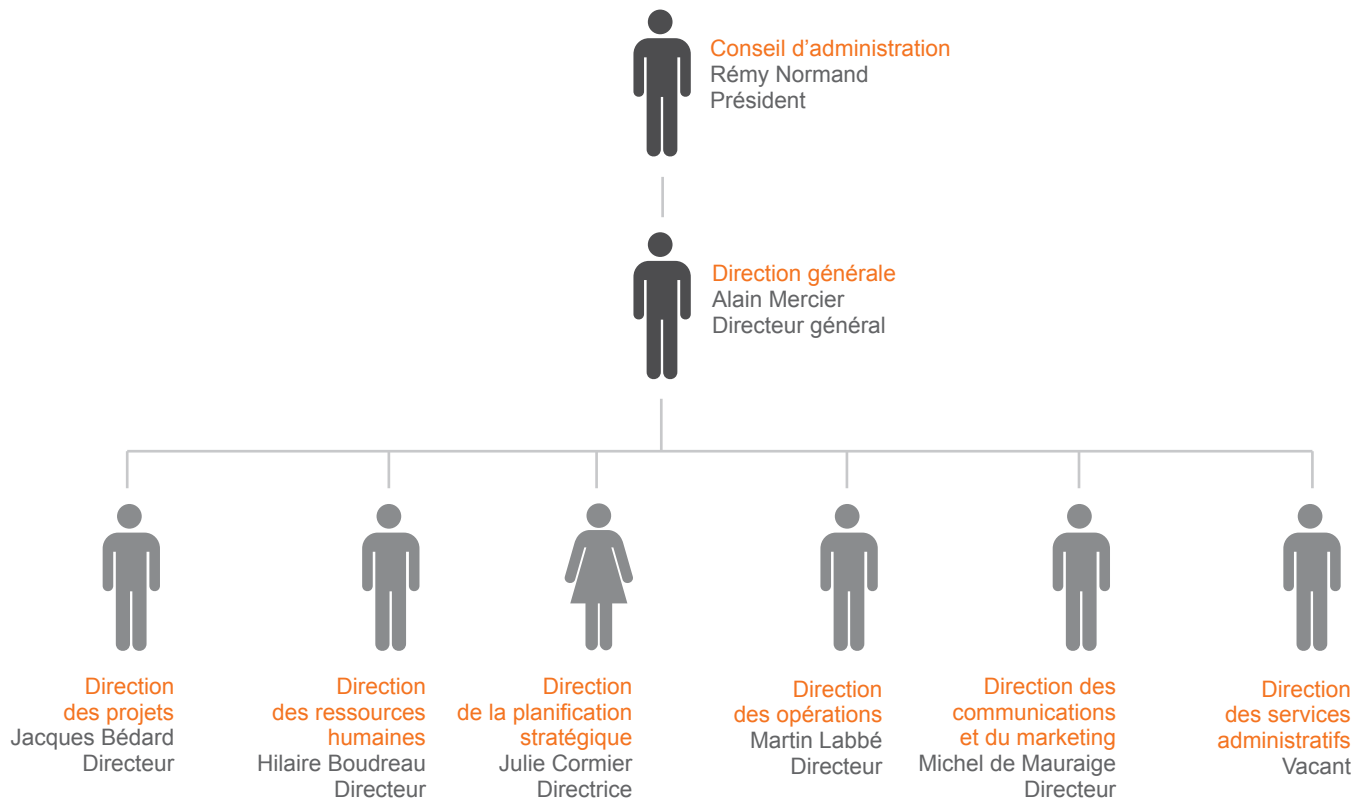 Conseil d’administration
Rémy Normand
Président
Direction générale
Alain Mercier
Directeur général
Direction
des projets
Jacques Bédard
Directeur
Direction
des ressources
humaines
Hilaire Boudreau
Directeur
Direction
de la planification
stratégique
Julie Cormier
Directrice
Direction
des opérations
Martin Labbé
Directeur
Direction des
communications
et du marketing
Michel de Mauraige
Directeur
Direction
des services
administratifs
Vacant